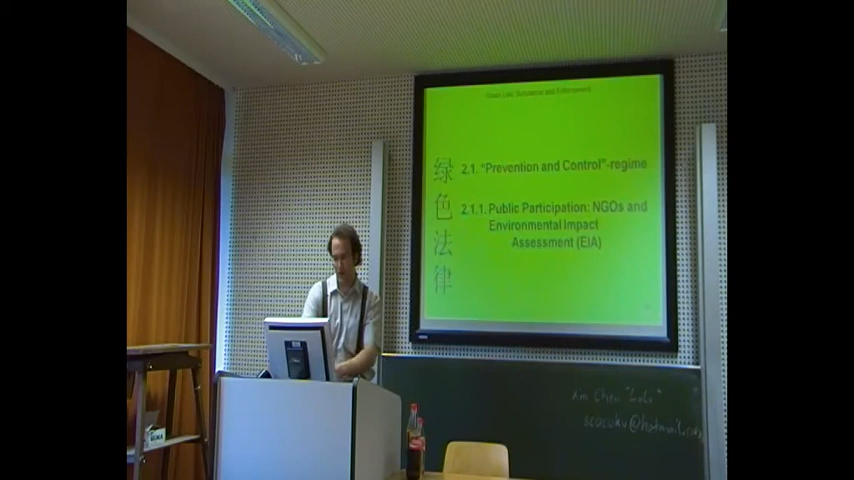 Green Law: Substance and Enforcement
绿色法律
2.1. "Prevention and Control"-regime
2.1.1. Public Participation: NGOs and
Environmental Impact
Assessment (EIA)
Xin Chen "LoLo"